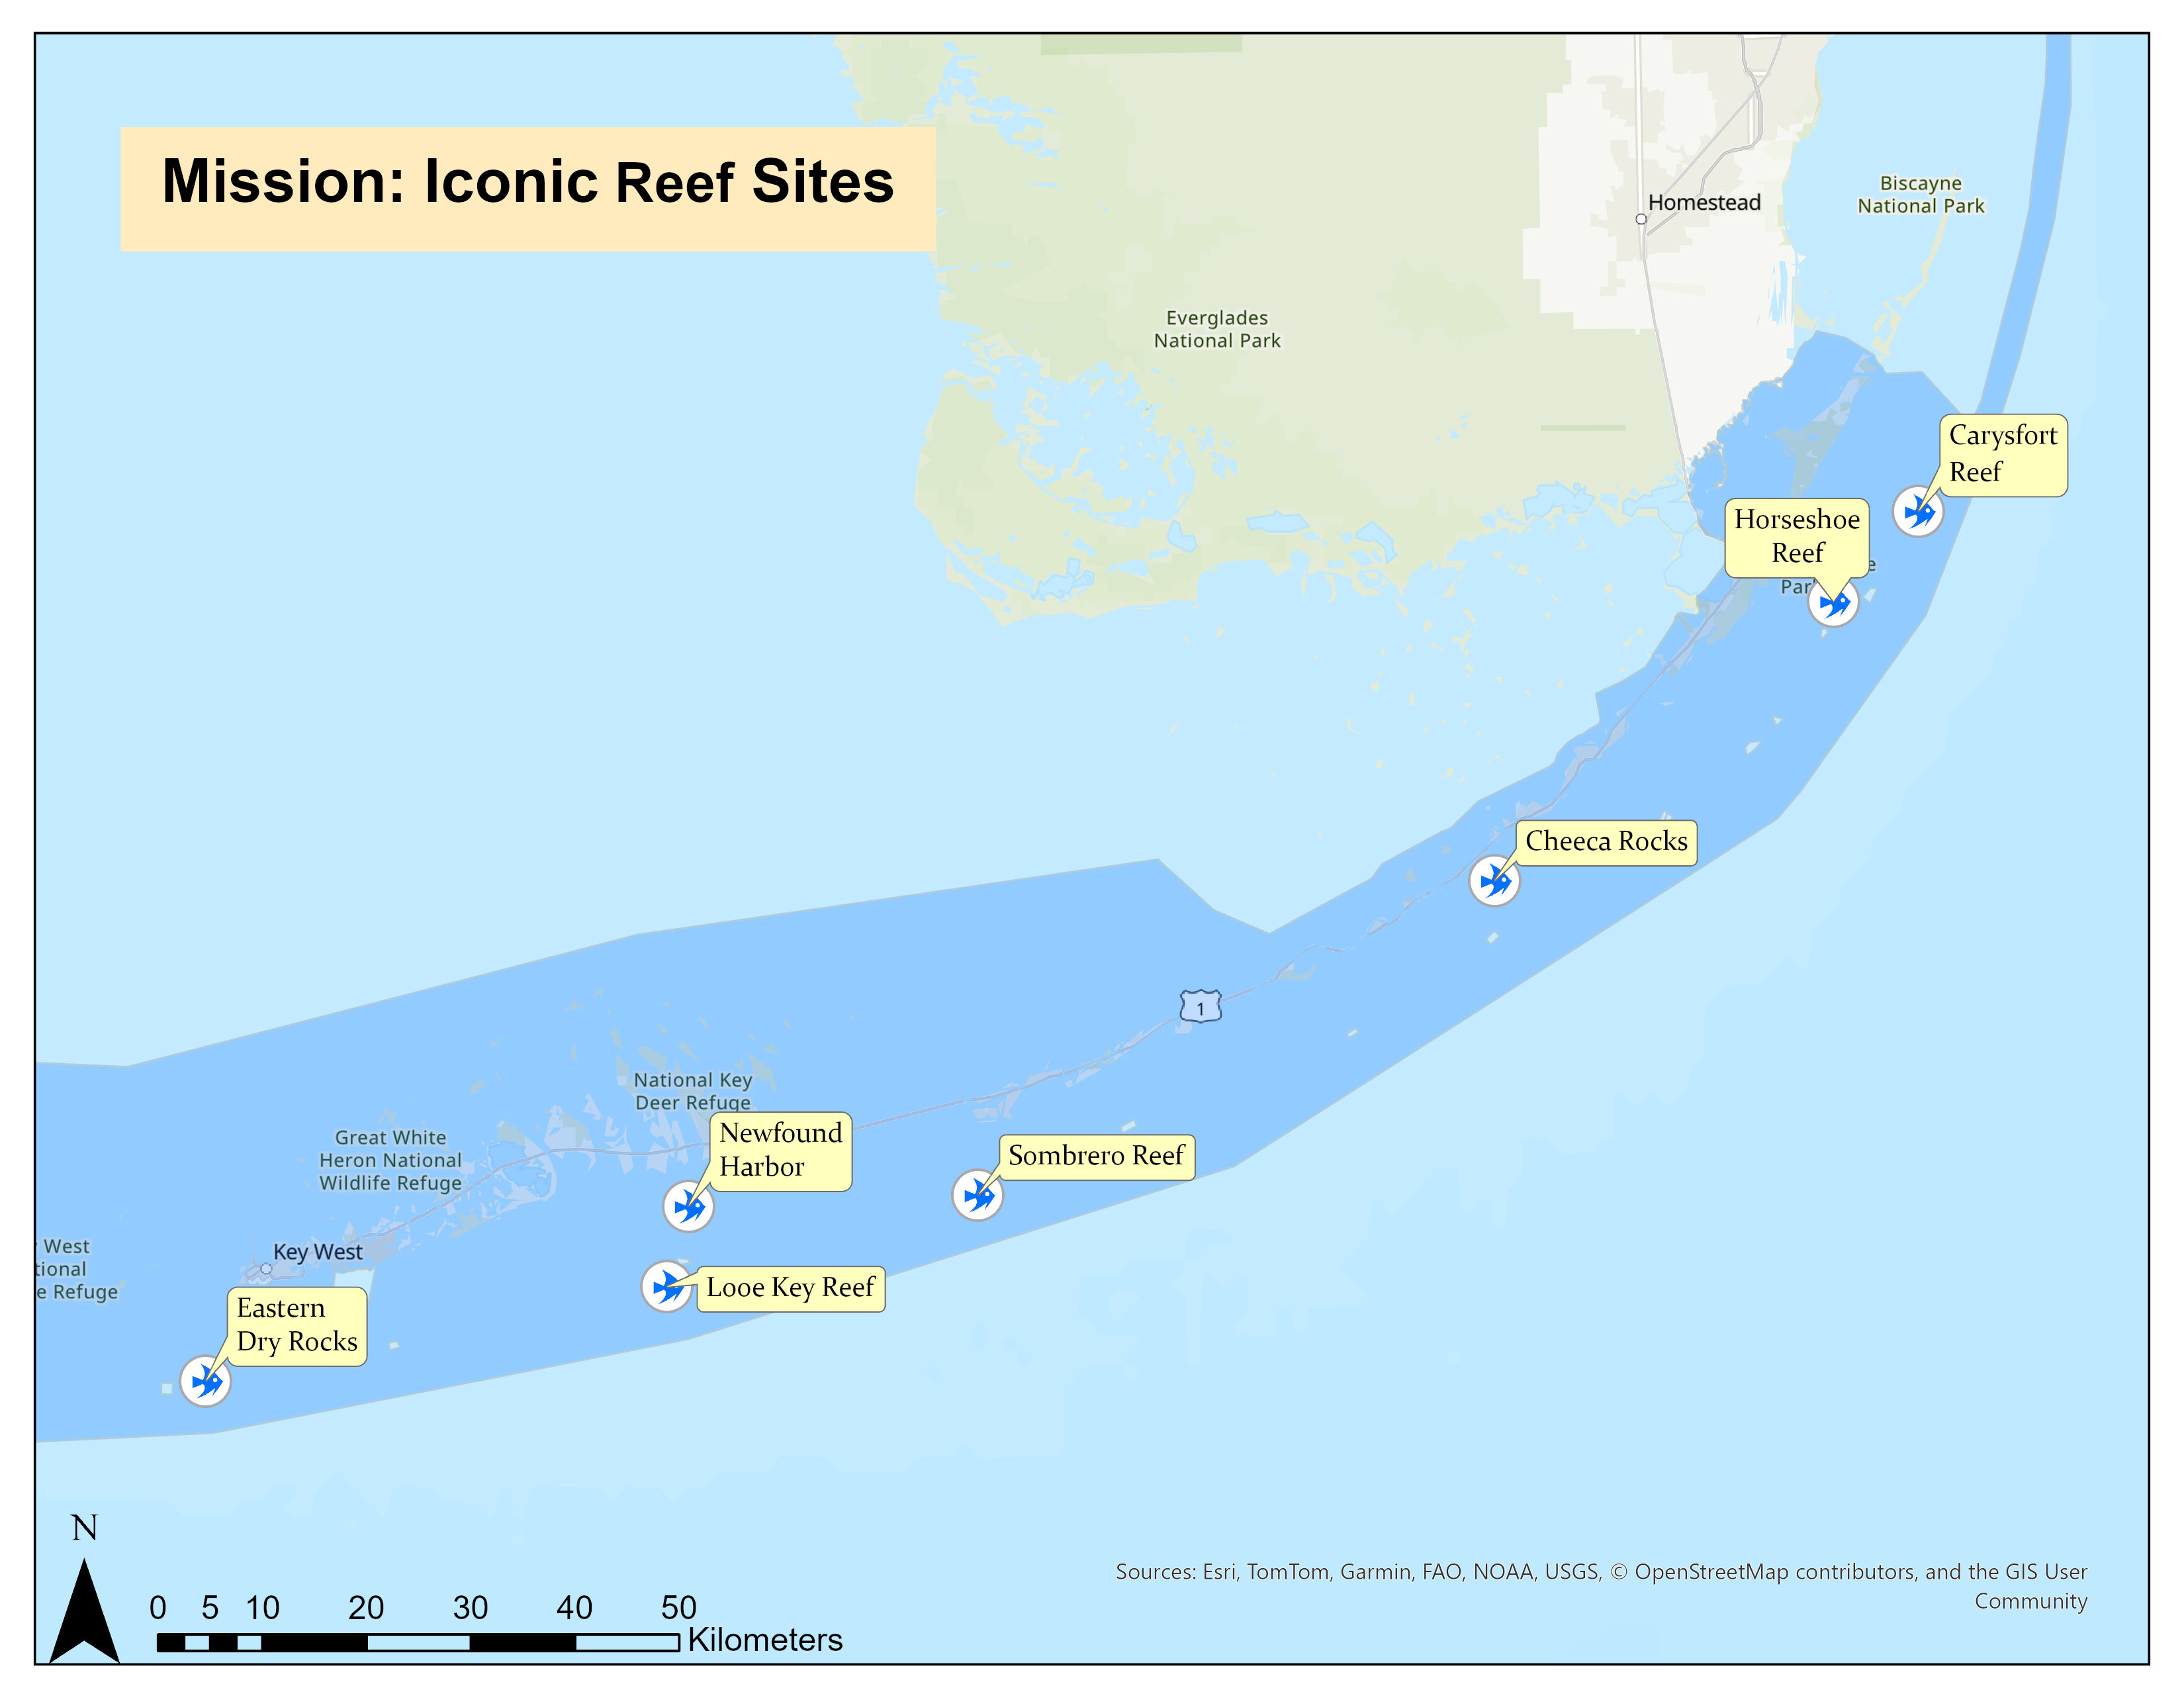 Mission: Iconic Reef Sites
Biscayne
National Park
Homestead
Everglades
National Park
Carysfort
Reef
Horseshoe
Reef
Cheeca Rocks
1
National Key
Deer Refuge
Newfound
Harbor
Great White
Heron National
Wildlife Refuge
Sombrero Reef
West
Key West
e Refuge
Looe Key Reef
Eastern
Dry Rocks
N
0 5 10 20 30 40 50
Kilometers
Sources: Esri, TomTom, Garmin, FAO, NOAA, USGS, © OpenStreetMap contributors, and the GIS User
Community